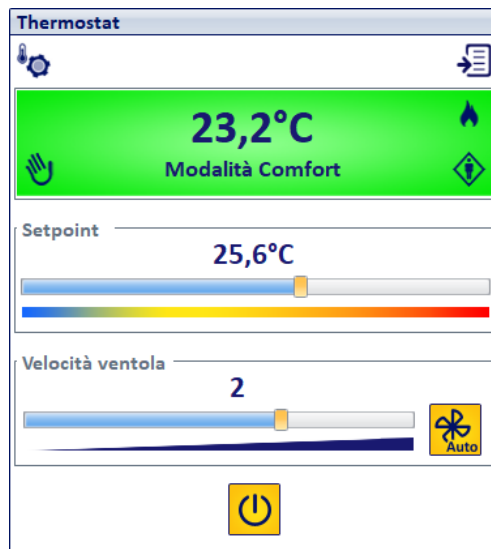 Thermostat
23,2°C
Modalità Comfort
Setpoint
25,6°C
Velocità ventola
2
Auto